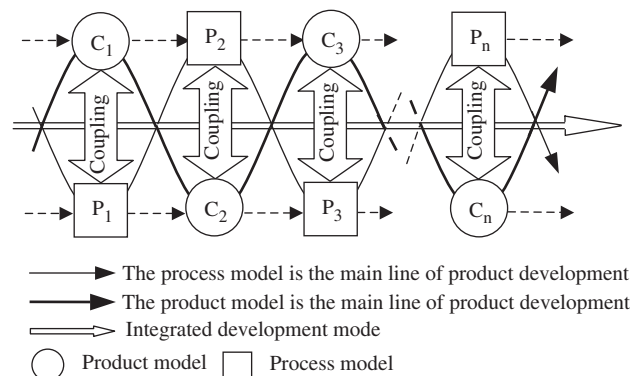 C1 P2 C3 Pn
Coupling Coupling Coupling Coupling
P1 C2 P3 Cn
The process model is the main line of product development
The product model is the main line of product development
Integrated development mode
Product model Process model